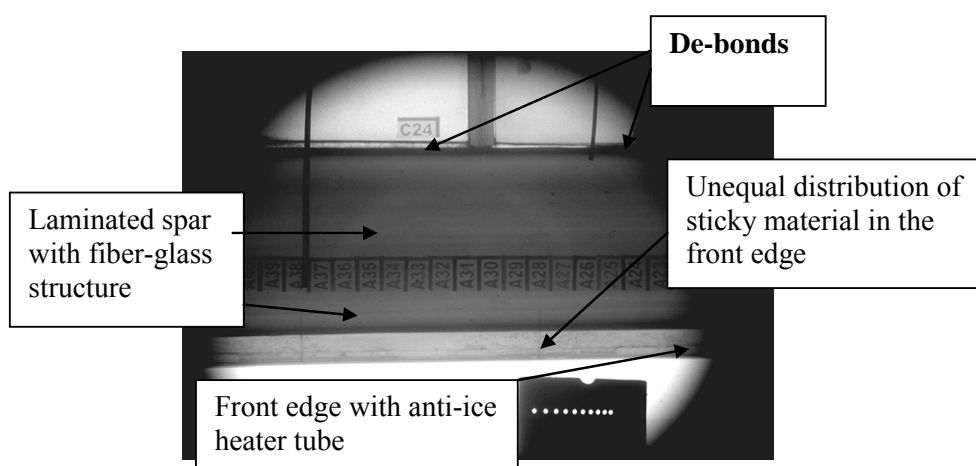 De-bonds
C24
Laminated spar
with fiber-glass
structure
Unequal distribution of
sticky material in the
front edge
A39 A38 A37 A36 A35 A34 A33 A32 A31 A30 A29 A28 A27 A26 A25 A24 A23
Front edge with anti-ice
heater tube